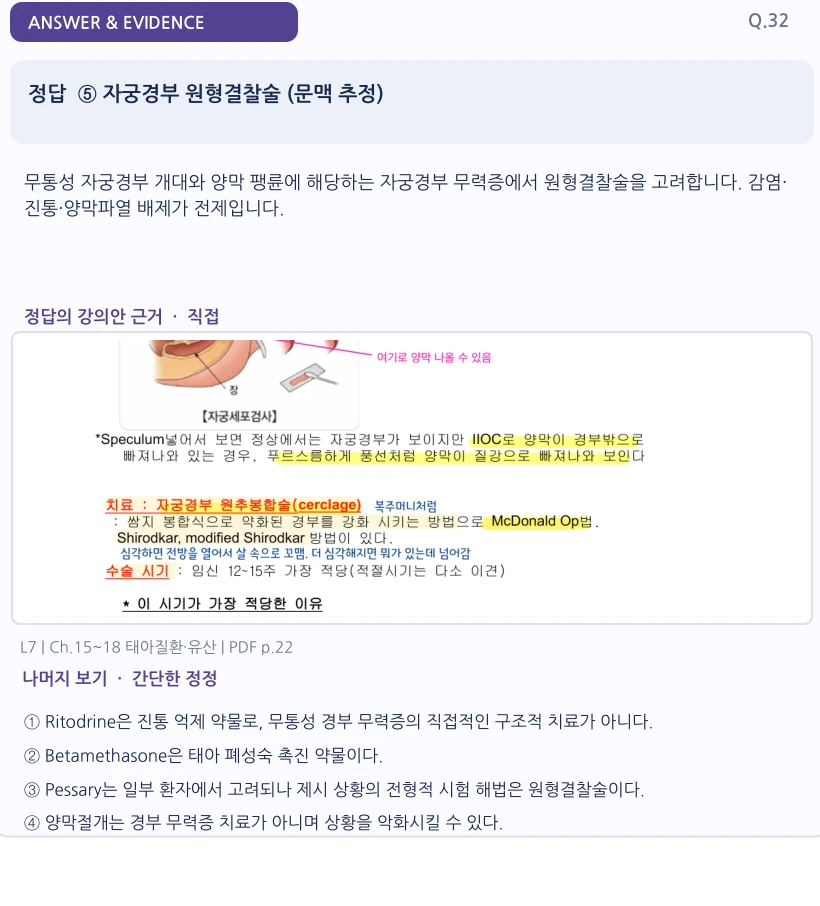 ANSWER & EVIDENCE
Q.32
정답 ⑤ 자궁경부 원형결찰술 (문맥 추정)
무통성 자궁경부 개대와 양막 팽륜에 해당하는 자궁경부 무력증에서 원형결찰술을 고려합니다. 감염·
진통·양막파열 배제가 전제입니다.
정답의 강의안 근거 · 직접
여기로 양막 나올 수 있음
장
【자궁세포검사】
*Speculum넣어서 보면 정상에서는 자궁경부가 보이지만 IIOC로 양막이 경부밖으로
빠져나와 있는 경우, 푸르스름하게 풍선처럼 양막이 질강으로 빠져나와 보인다
치료 : 자궁경부 원추봉합술(cerclage) 복주머니처럼
: 쌈지 봉합식으로 약화된 경부를 강화 시키는 방법으로 McDonald Op법.
Shirodkar, modified Shirodkar 방법이 있다.
심각하면 전방을 열어서 살 속으로 꼬맴. 더 심각해지면 뭐가 있는데 넘어감
수술 시기 : 임신 12~15주 가장 적당(적절시기는 다소 이견)
* 이 시기가 가장 적당한 이유
L7 | Ch.15~18 태아질환·유산 | PDF p.22
나머지 보기 · 간단한 정정
① Ritodrine은 진통 억제 약물로, 무통성 경부 무력증의 직접적인 구조적 치료가 아니다.
② Betamethasone은 태아 폐성숙 촉진 약물이다.
③ Pessary는 일부 환자에서 고려되나 제시 상황의 전형적 시험 해법은 원형결찰술이다.
④ 양막절개는 경부 무력증 치료가 아니며 상황을 악화시킬 수 있다.